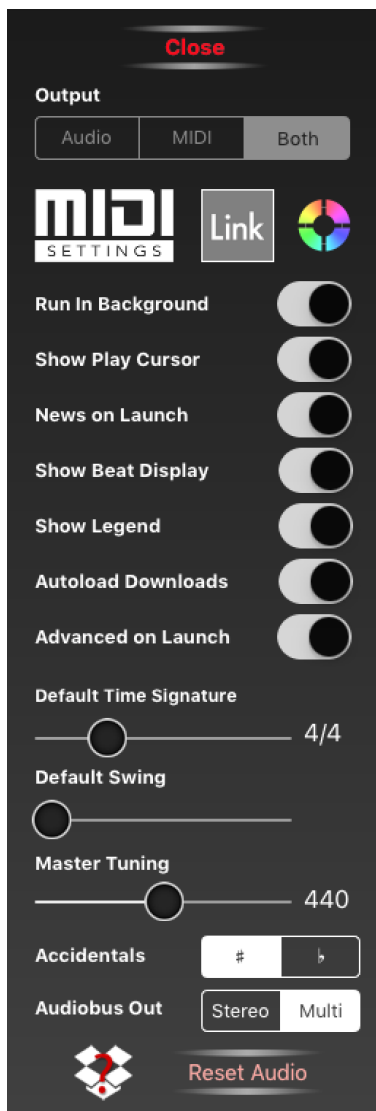 Close
Output
Audio MIDI Both
MIDI Link
SETTINGS
Run In Background
Show Play Cursor
News on Launch
Show Beat Display
Show Legend
Autoload Downloads
Advanced on Launch
Default Time Signature
4/4
Default Swing
Master Tuning
440
Accidentals ♯ ♭
Audiobus Out Stereo Multi
? Reset Audio